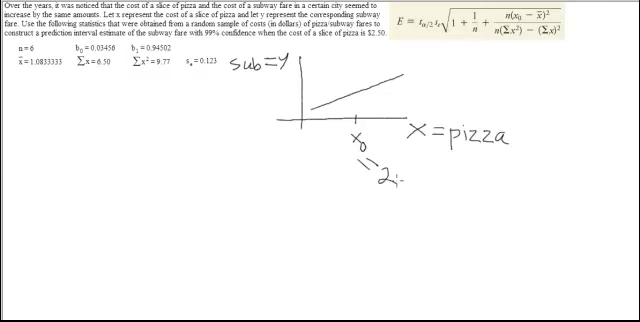 Over the years, it was noticed that the cost of a slice of pizza and the cost of a subway fare in a certain city seemed to
increase by the same amounts. Let x represent the cost of a slice of pizza and let y represent the corresponding subway
fare. Use the following statistics that were obtained from a random sample of costs (in dollars) of pizza/subway fares to
construct a prediction interval estimate of the subway fare with 99% confidence when the cost of a slice of pizza is $2.50.
E = t_{α/2} s_e √(1 + 1/n + n(x₀ − x̄)² / (n(Σx²) − (Σx)²))
n = 6 b₀ = 0.03456 b₁ = 0.94502
x̄ = 1.0833333 ∑x = 6.50 ∑x² = 9.77 sₑ = 0.123
sub=y
x = pizza
x₀
=
2.